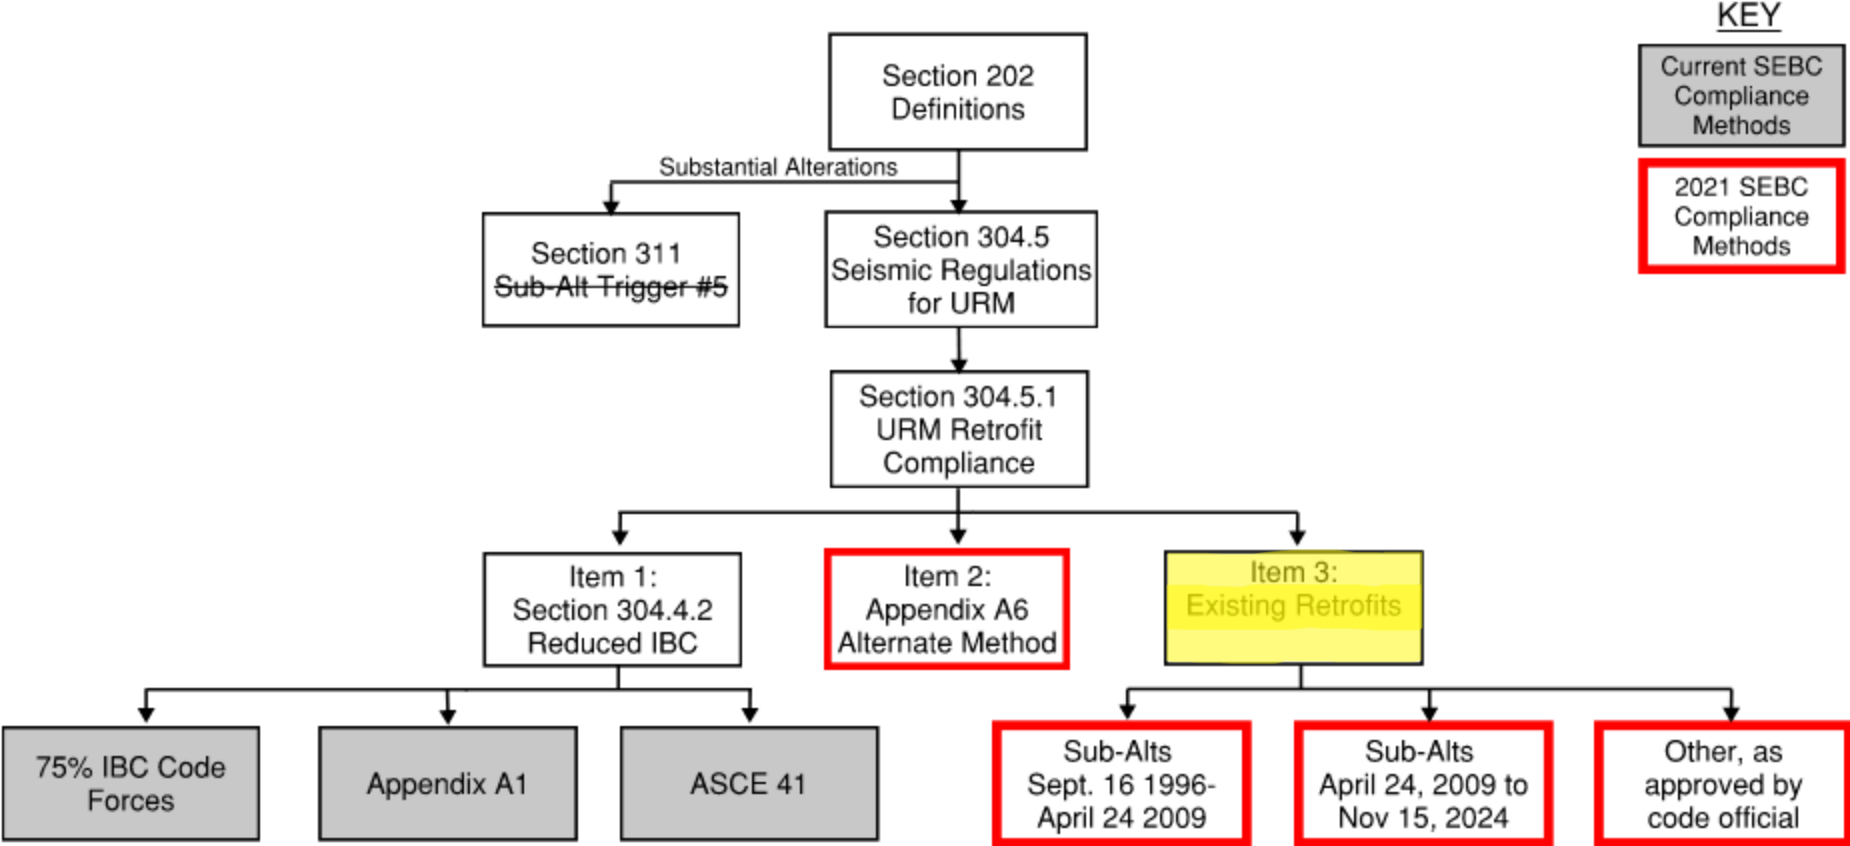 KEY
Current SEBC
Compliance
Methods
2021 SEBC
Compliance
Methods
Section 202
Definitions
Substantial Alterations
Section 311
Sub-Alt Trigger #5
Section 304.5
Seismic Regulations
for URM
Section 304.5.1
URM Retrofit
Compliance
Item 1:
Section 304.4.2
Reduced IBC
Item 2:
Appendix A6
Alternate Method
Item 3:
Existing Retrofits
75% IBC Code
Forces
Appendix A1
ASCE 41
Sub-Alts
Sept. 16 1996-
April 24 2009
Sub-Alts
April 24, 2009 to
Nov 15, 2024
Other, as
approved by
code official